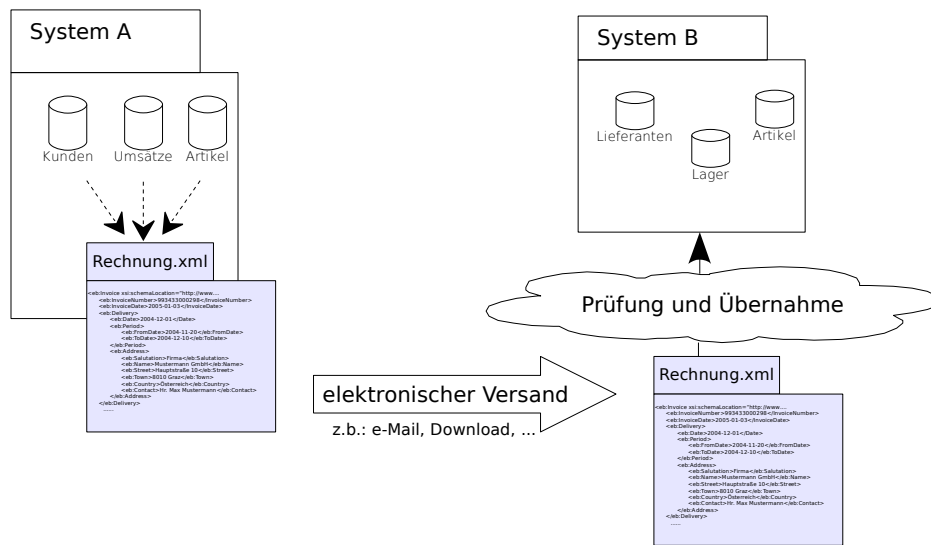 System A
Kunden Umsätze Artikel
Rechnung.xml
<eb:Invoice xsi:schemaLocation="http://www....
<eb:InvoiceNumber>993433000298</InvoiceNumber>
<eb:InvoiceDate>2005-01-03</InvoiceDate>
<eb:Delivery>
<eb:Date>2004-12-01</Date>
<eb:Period>
<eb:FromDate>2004-11-20</eb:FromDate>
<eb:ToDate>2004-12-10</eb:ToDate>
</eb:Period>
<eb:Address>
<eb:Salutation>Firma</eb:Salutation>
<eb:Name>Mustermann GmbH</eb:Name>
<eb:Street>Hauptstraße 10</eb:Street>
<eb:Town>8010 Graz</eb:Town>
<eb:Country>Österreich</eb:Country>
<eb:Contact>Hr. Max Mustermann</eb:Contact>
</eb:Address>
</eb:Delivery>
......
elektronischer Versand
z.b.: e-Mail, Download, ...
System B
Lieferanten
Artikel
Lager
Prüfung und Übernahme
Rechnung.xml
<eb:Invoice xsi:schemaLocation="http://www....
<eb:InvoiceNumber>993433000298</InvoiceNumber>
<eb:InvoiceDate>2005-01-03</InvoiceDate>
<eb:Delivery>
<eb:Date>2004-12-01</Date>
<eb:Period>
<eb:FromDate>2004-11-20</eb:FromDate>
<eb:ToDate>2004-12-10</eb:ToDate>
</eb:Period>
<eb:Address>
<eb:Salutation>Firma</eb:Salutation>
<eb:Name>Mustermann GmbH</eb:Name>
<eb:Street>Hauptstraße 10</eb:Street>
<eb:Town>8010 Graz</eb:Town>
<eb:Country>Österreich</eb:Country>
<eb:Contact>Hr. Max Mustermann</eb:Contact>
</eb:Address>
</eb:Delivery>
......